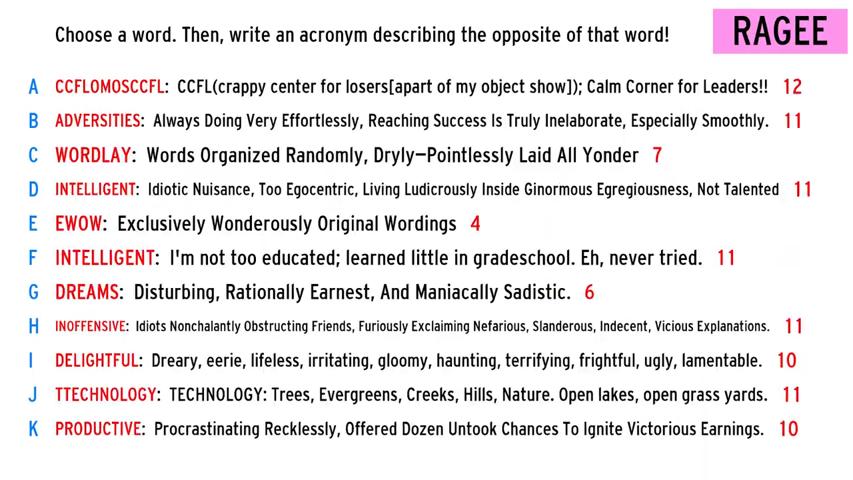 Choose a word. Then, write an acronym describing the opposite of that word!
RAGEE
A CCFLOMOSCCFL: CCFL(crappy center for losers[apart of my object show]); Calm Corner for Leaders!! 12
B ADVERSITIES: Always Doing Very Effortlessly, Reaching Success Is Truly Inelaborate, Especially Smoothly. 11
C WORDLAY: Words Organized Randomly, Dryly—Pointlessly Laid All Yonder 7
D INTELLIGENT: Idiotic Nuisance, Too Egocentric, Living Ludicrously Inside Ginormous Egregiousness, Not Talented 11
E EWOW: Exclusively Wonderously Original Wordings 4
F INTELLIGENT: I'm not too educated; learned little in gradeschool. Eh, never tried. 11
G DREAMS: Disturbing, Rationally Earnest, And Maniacally Sadistic. 6
H INOFFENSIVE: Idiots Nonchalantly Obstructing Friends, Furiously Exclaiming Nefarious, Slanderous, Indecent, Vicious Explanations. 11
I DELIGHTFUL: Dreary, eerie, lifeless, irritating, gloomy, haunting, terrifying, frightful, ugly, lamentable. 10
J TTECHNOLOGY: TECHNOLOGY: Trees, Evergreens, Creeks, Hills, Nature. Open lakes, open grass yards. 11
K PRODUCTIVE: Procrastinating Recklessly, Offered Dozen Untook Chances To Ignite Victorious Earnings. 10